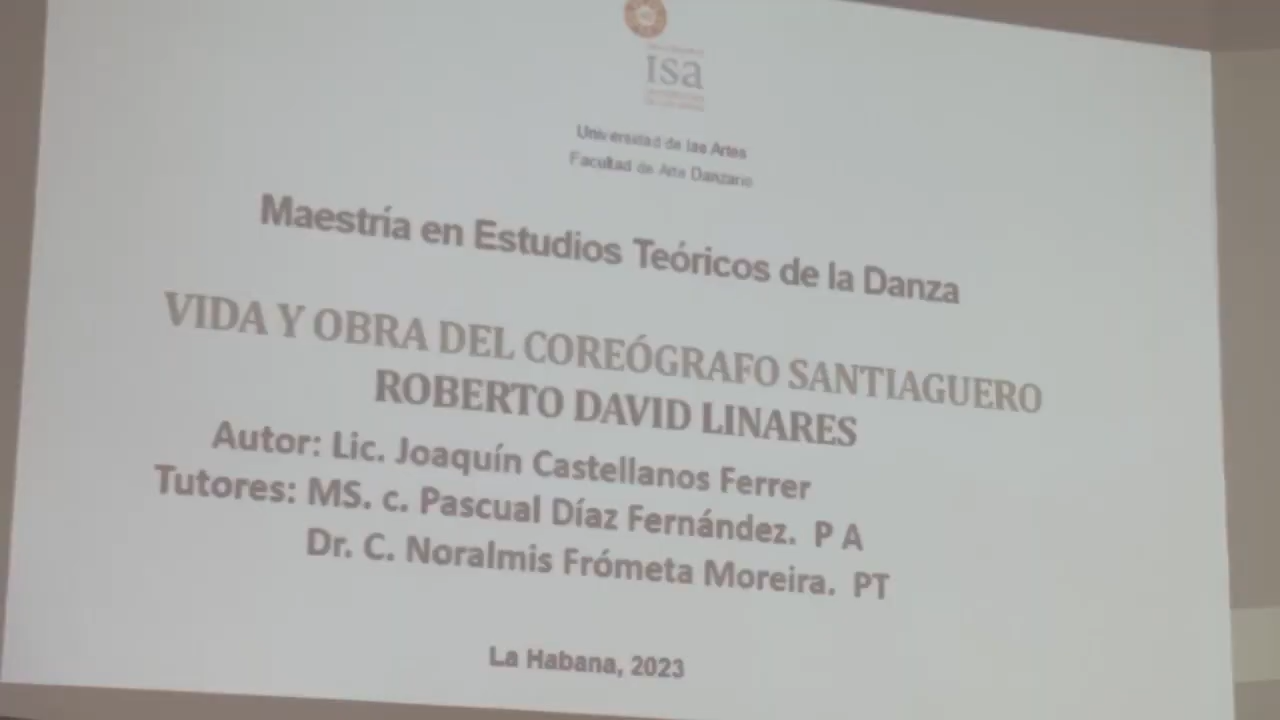 isa
Universidad de las Artes
Facultad de Arte Danzario
Maestría en Estudios Teóricos de la Danza
VIDA Y OBRA DEL COREÓGRAFO SANTIAGUERO
ROBERTO DAVID LINARES
Autor: Lic. Joaquín Castellanos Ferrer
Tutores: MS. c. Pascual Díaz Fernández. P A
Dr. C. Noralmis Frómeta Moreira. PT
La Habana, 2023